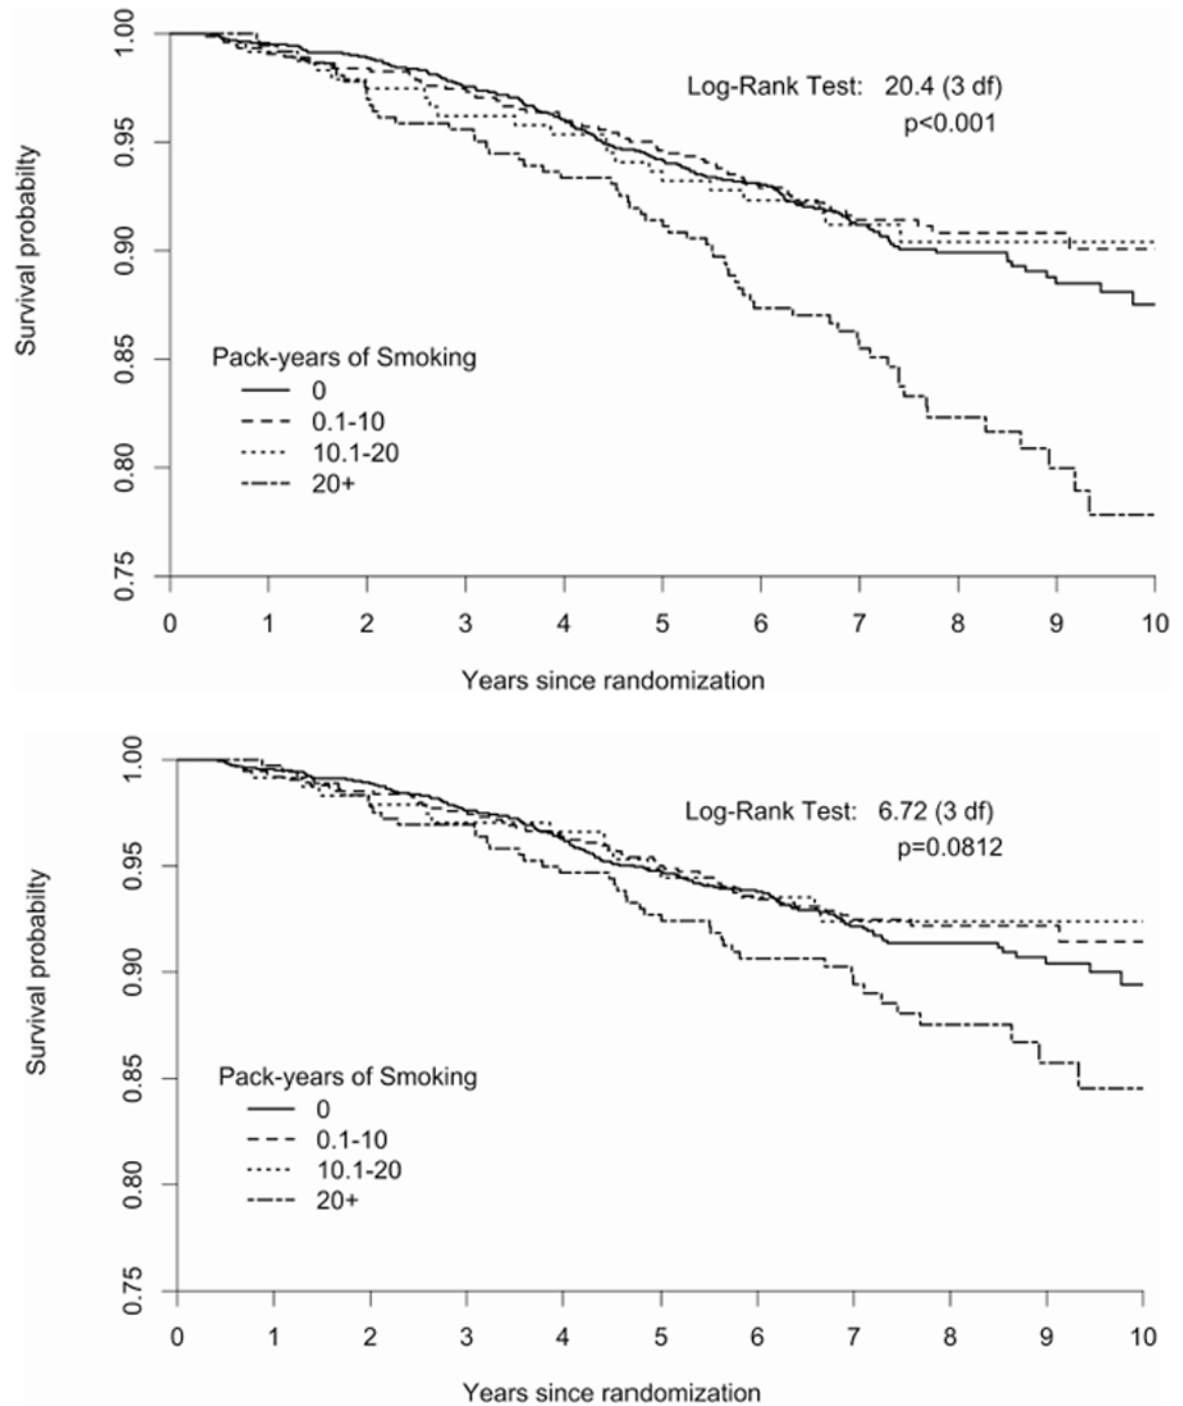 Log-Rank Test: 20.4 (3 df)
p<0.001
Survival probabilty
1.00
0.95
0.90
0.85
0.80
0.75
Pack-years of Smoking
0
0.1-10
10.1-20
20+
0 1 2 3 4 5 6 7 8 9 10
Years since randomization
Log-Rank Test: 6.72 (3 df)
p=0.0812
Survival probabilty
1.00
0.95
0.90
0.85
0.80
0.75
Pack-years of Smoking
0
0.1-10
10.1-20
20+
0 1 2 3 4 5 6 7 8 9 10
Years since randomization